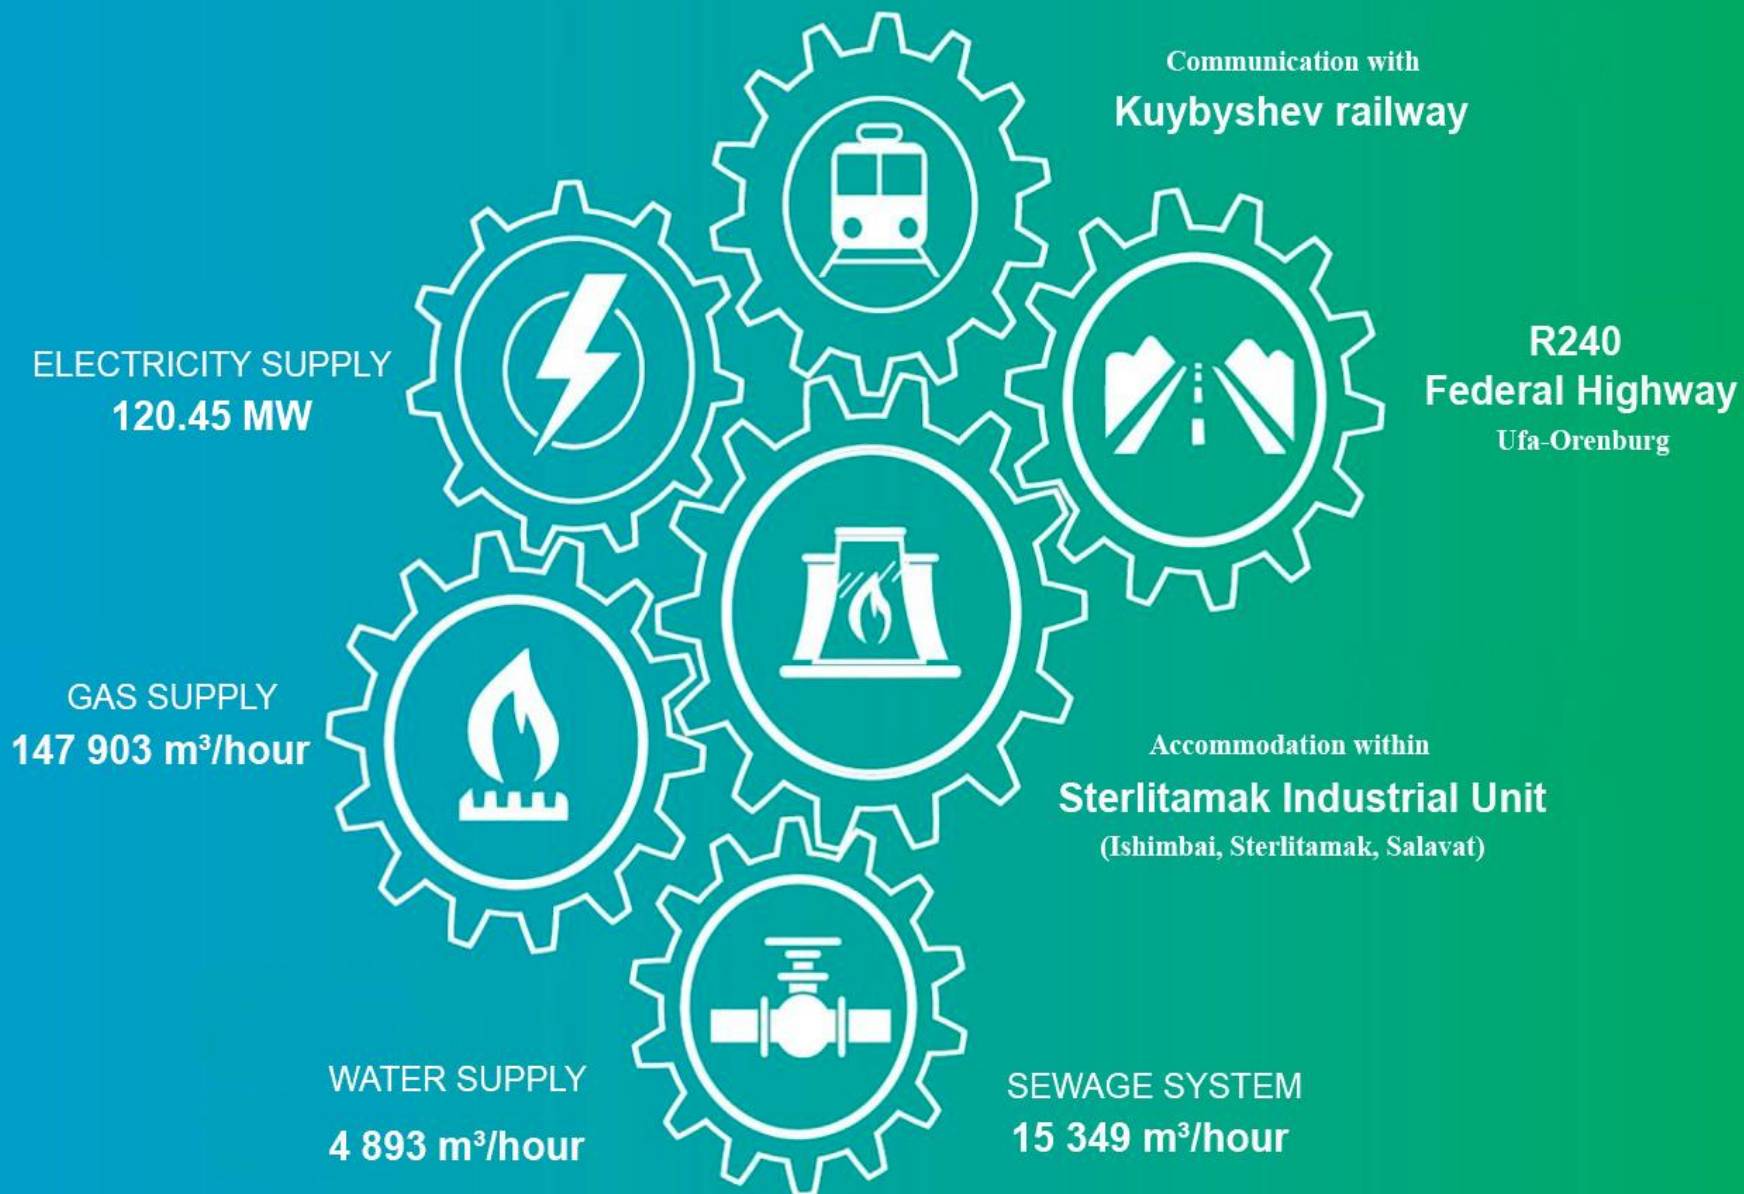 Communication with
Kuybyshev railway
ELECTRICITY SUPPLY
120.45 MW
R240
Federal Highway
Ufa-Orenburg
GAS SUPPLY
147 903 m³/hour
Accommodation within
Sterlitamak Industrial Unit
(Ishimbai, Sterlitamak, Salavat)
WATER SUPPLY
4 893 m³/hour
SEWAGE SYSTEM
15 349 m³/hour